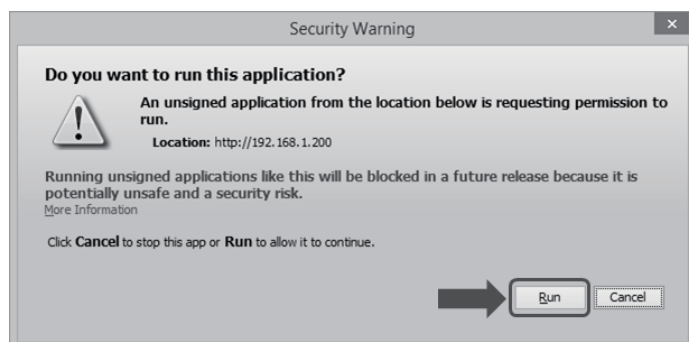 Security Warning
×
Do you want to run this application?
An unsigned application from the location below is requesting permission to
run.
Location: http://192.168.1.200
Running unsigned applications like this will be blocked in a future release because it is
potentially unsafe and a security risk.
More Information
Click Cancel to stop this app or Run to allow it to continue.
Run Cancel